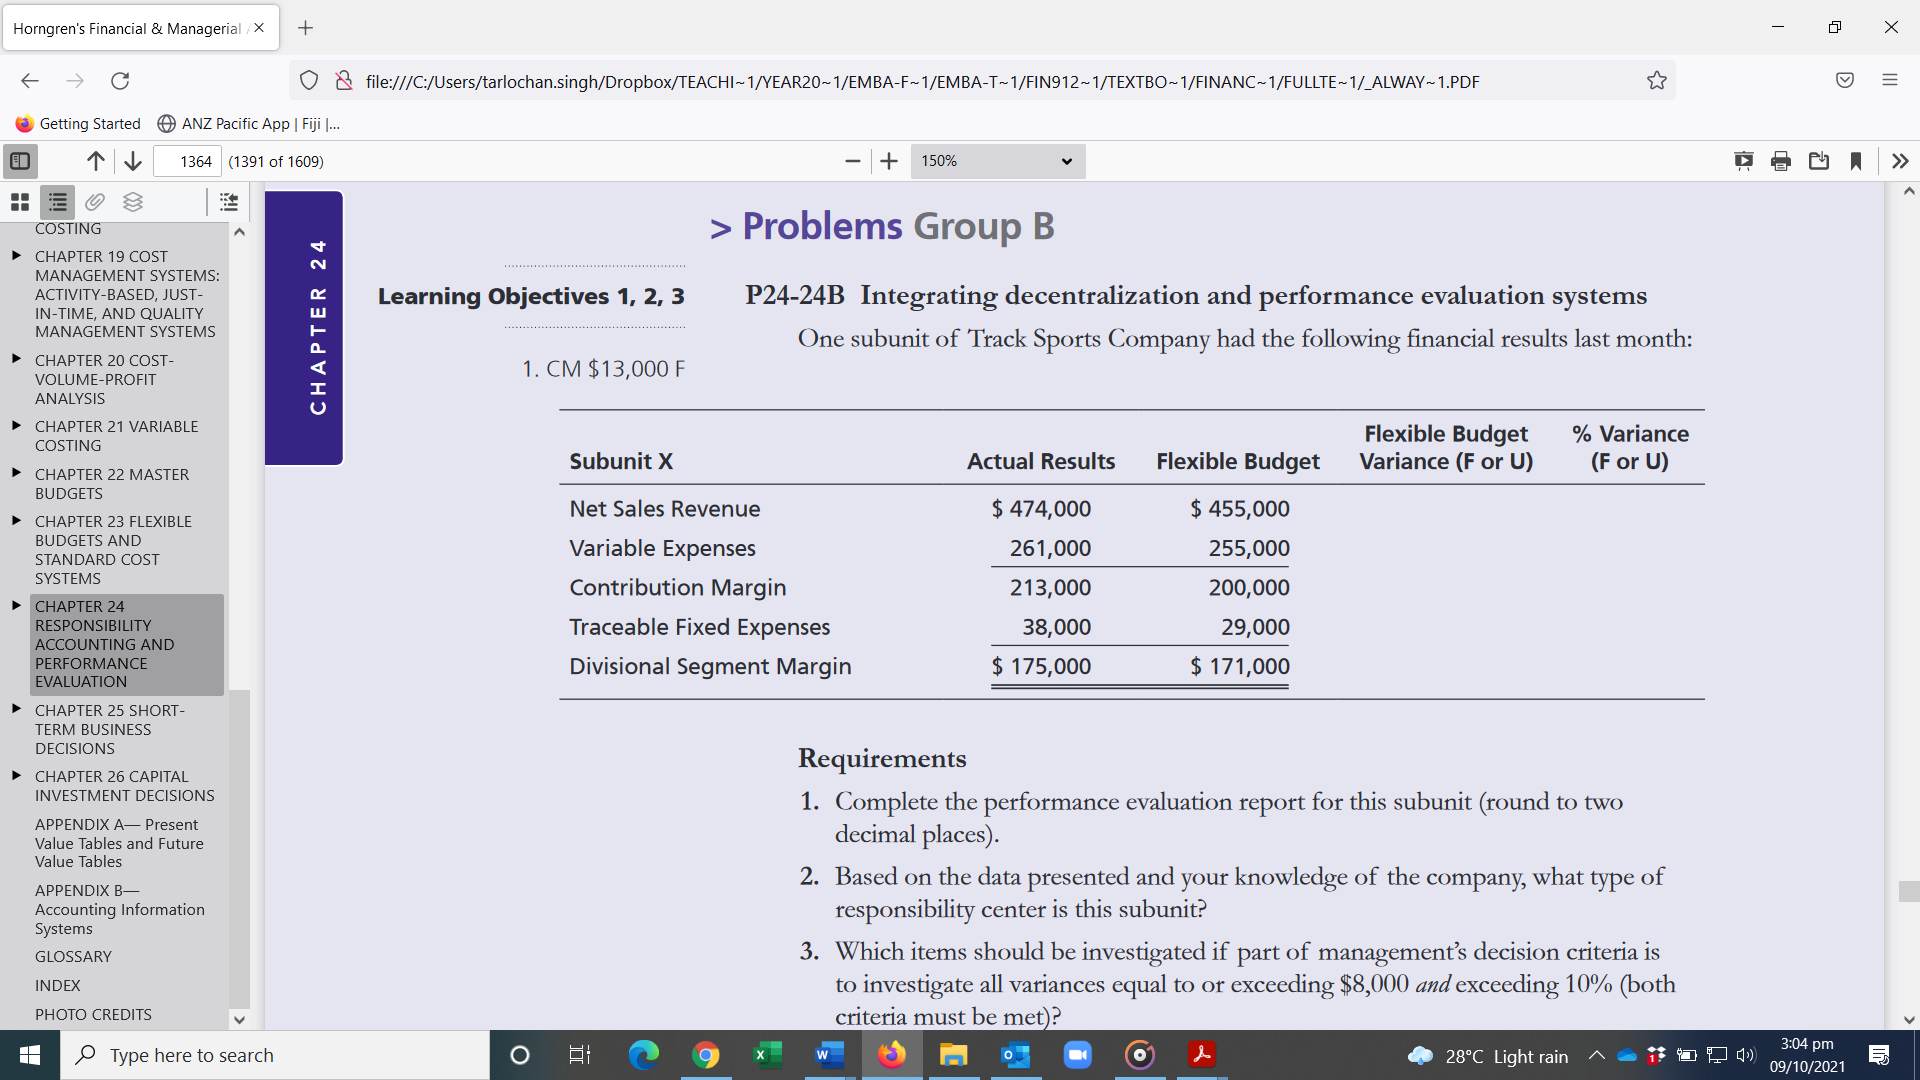 Horngren's Financial & Managerial
file:///C:/Users/tarlochan.singh/Dropbox/TEACHI~1/YEAR20~1/EMBA-F~1/EMBA-T~1/FIN912~1/TEXTBO~1/FINANC~1/FULLTE~1/_ALWAY~1.PDF
Getting Started
ANZ Pacific App | Fiji |...
1364
(1391 of 1609)
150%
COSTING
CHAPTER 19 COST
MANAGEMENT SYSTEMS:
ACTIVITY-BASED, JUST-
IN-TIME, AND QUALITY
MANAGEMENT SYSTEMS
CHAPTER 20 COST-
VOLUME-PROFIT
ANALYSIS
CHAPTER 21 VARIABLE
COSTING
CHAPTER 22 MASTER
BUDGETS
CHAPTER 23 FLEXIBLE
BUDGETS AND
STANDARD COST
SYSTEMS
CHAPTER 24
RESPONSIBILITY
ACCOUNTING AND
PERFORMANCE
EVALUATION
CHAPTER 25 SHORT-
TERM BUSINESS
DECISIONS
CHAPTER 26 CAPITAL
INVESTMENT DECISIONS
APPENDIX A— Present
Value Tables and Future
Value Tables
APPENDIX B—
Accounting Information
Systems
GLOSSARY
INDEX
PHOTO CREDITS
CHAPTER 24
> Problems Group B
Learning Objectives 1, 2, 3
1. CM $13,000 F
P24-24B Integrating decentralization and performance evaluation systems
One subunit of Track Sports Company had the following financial results last month:
Subunit X Actual Results Flexible Budget Flexible Budget Variance (F or U) % Variance (F or U)
Net Sales Revenue $ 474,000 $ 455,000
Variable Expenses 261,000 255,000
Contribution Margin 213,000 200,000
Traceable Fixed Expenses 38,000 29,000
Divisional Segment Margin $ 175,000 $ 171,000
Requirements
1. Complete the performance evaluation report for this subunit (round to two
decimal places).
2. Based on the data presented and your knowledge of the company, what type of
responsibility center is this subunit?
3. Which items should be investigated if part of management's decision criteria is
to investigate all variances equal to or exceeding $8,000 and exceeding 10% (both
criteria must be met)?
Type here to search
28°C Light rain
3:04 pm
09/10/2021